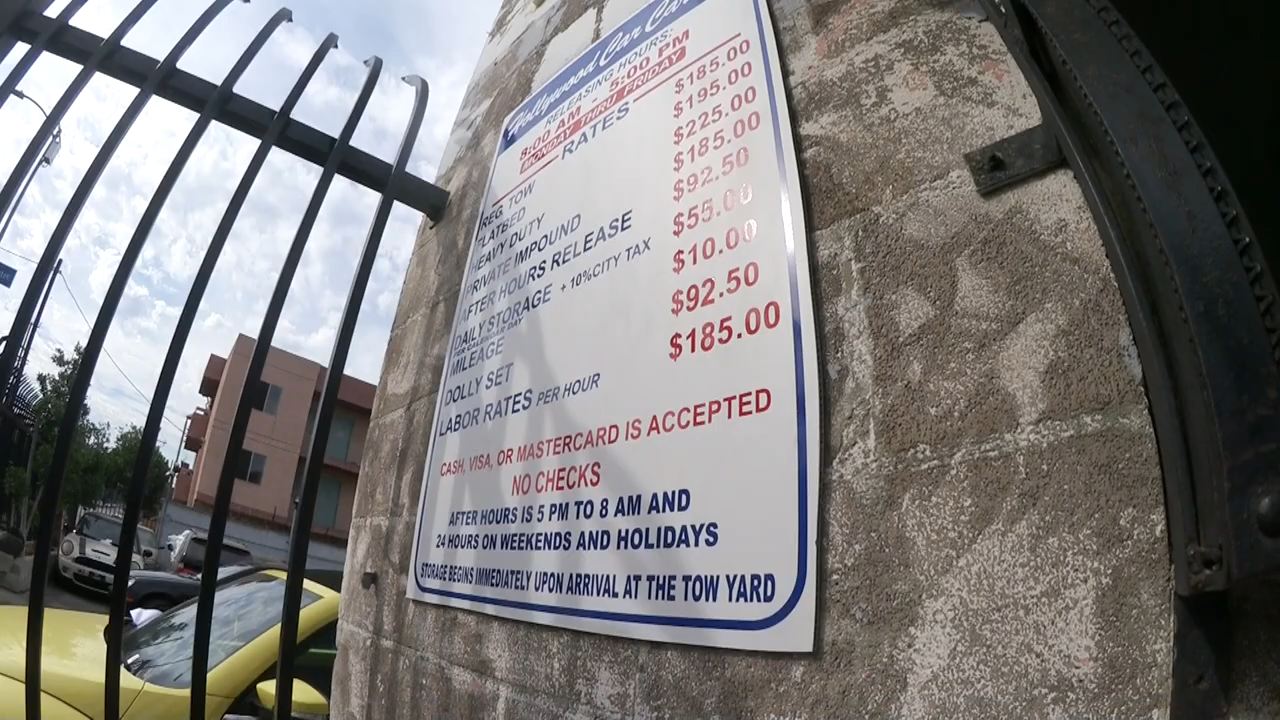 Hollywood Car Car
RELEASING HOURS:
8:00 AM - 5:00 PM
MONDAY THRU FRIDAY
RATES
REG. TOW $185.00
FLATBED $195.00
HEAVY DUTY $225.00
PRIVATE IMPOUND $185.00
AFTER HOURS RELEASE $92.50
DAILY STORAGE + 10% CITY TAX $55.00
PER CALENDAR DAY
MILEAGE $10.00
DOLLY SET $92.50
LABOR RATES PER HOUR $185.00
CASH, VISA, OR MASTERCARD IS ACCEPTED
NO CHECKS
AFTER HOURS IS 5 PM TO 8 AM AND
24 HOURS ON WEEKENDS AND HOLIDAYS
STORAGE BEGINS IMMEDIATELY UPON ARRIVAL AT THE TOW YARD